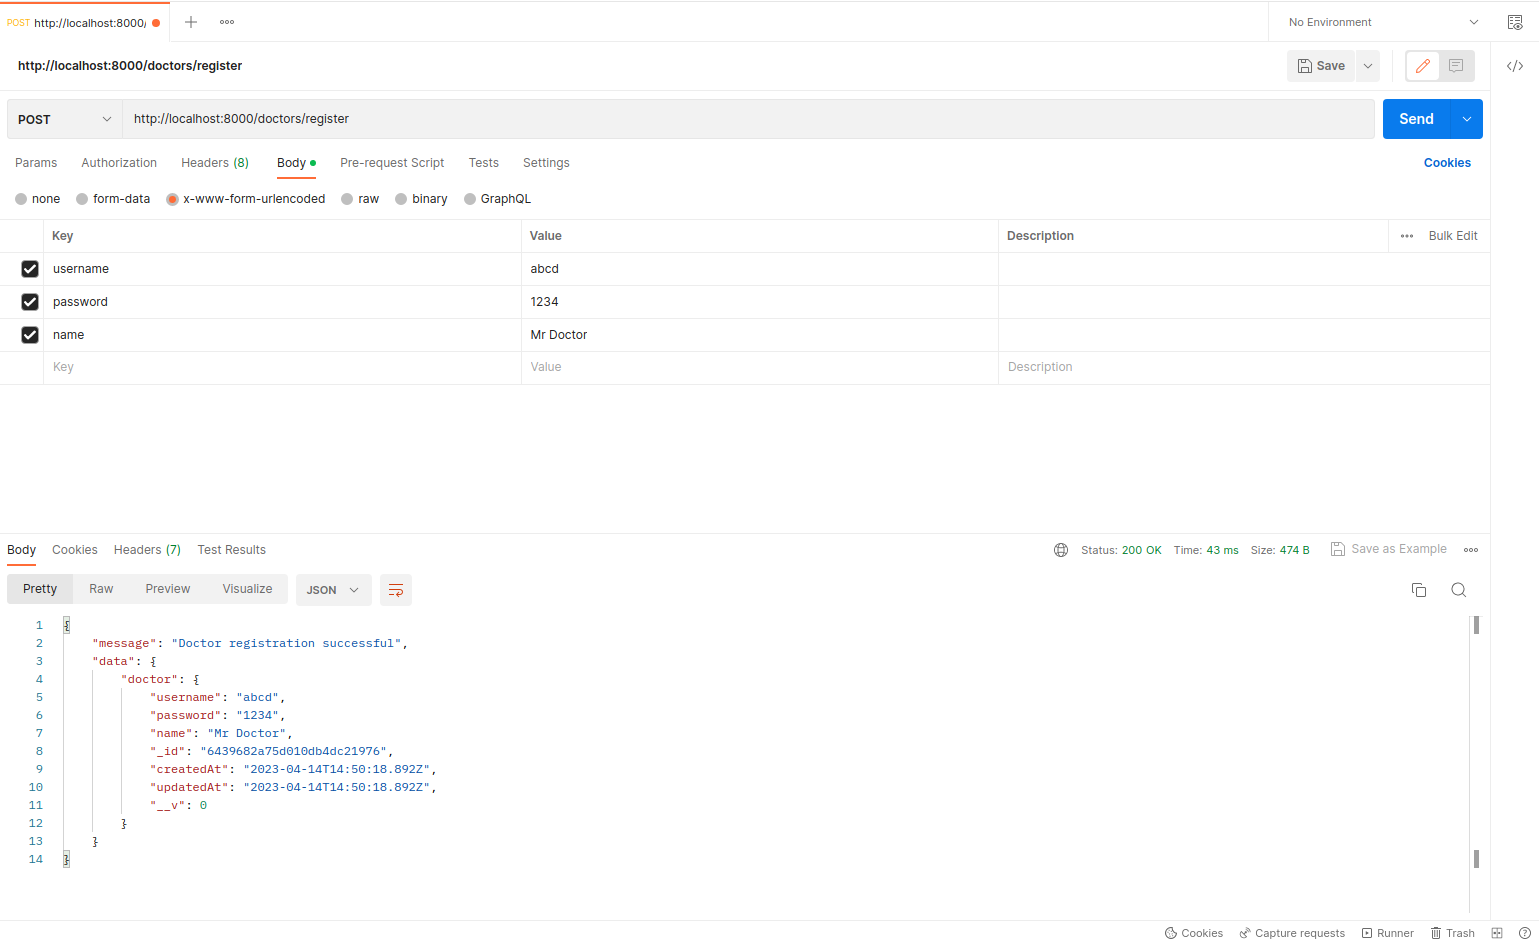 POST http://localhost:8000/
No Environment
http://localhost:8000/doctors/register
Save
POST http://localhost:8000/doctors/register Send
Params Authorization Headers (8) Body Pre-request Script Tests Settings Cookies
none form-data x-www-form-urlencoded raw binary GraphQL
Key Value Description Bulk Edit
username abcd
password 1234
name Mr Doctor
Key Value Description
Body Cookies Headers (7) Test Results Status: 200 OK Time: 43 ms Size: 474 B Save as Example
Pretty Raw Preview Visualize JSON
1 {
2 "message": "Doctor registration successful",
3 "data": {
4 "doctor": {
5 "username": "abcd",
6 "password": "1234",
7 "name": "Mr Doctor",
8 "_id": "6439682a75d010db4dc21976",
9 "createdAt": "2023-04-14T14:50:18.892Z",
10 "updatedAt": "2023-04-14T14:50:18.892Z",
11 "__v": 0
12 }
13 }
14 }
Cookies Capture requests Runner Trash